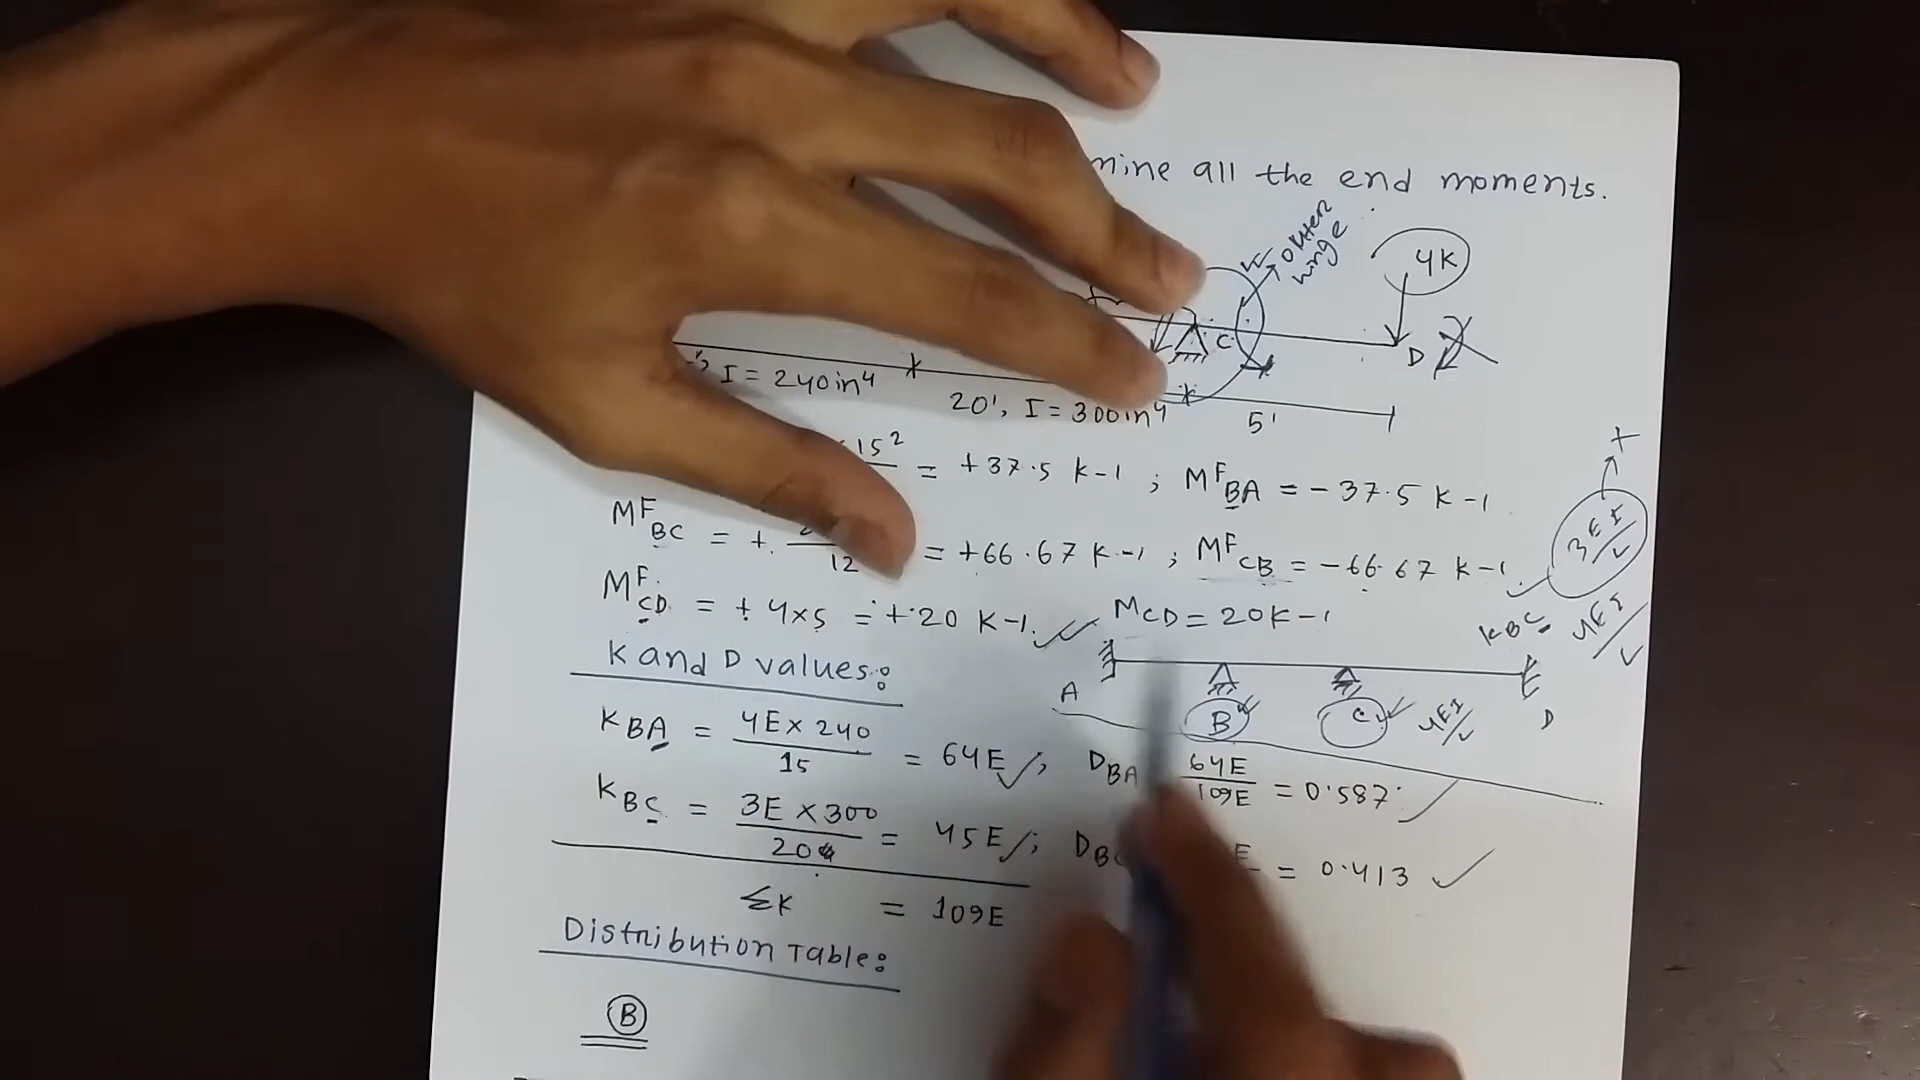 mine all the end moments.
outer hinge
4K
C
D
I = 240in⁴
20', I = 300in⁴
5'
15² = +37.5 k-1 ; MFBA = -37.5 k-1
MFBC = +. 12 = +66.67 k-1 ; MFCB = -66.67 k-1
3EI/L
+
MFCD = + 4x5 = +20 k-1. MCD = 20K-1
KBC 4EI/L
K and D values:
A B C 4EI/L D
KBA = 4E x 240 / 15 = 64E ; DBA 64E / 109E = 0.587
KBC = 3E x 300 / 20 = 45E ; DBC E = 0.413
ΣK = 109E
Distribution Table:
B